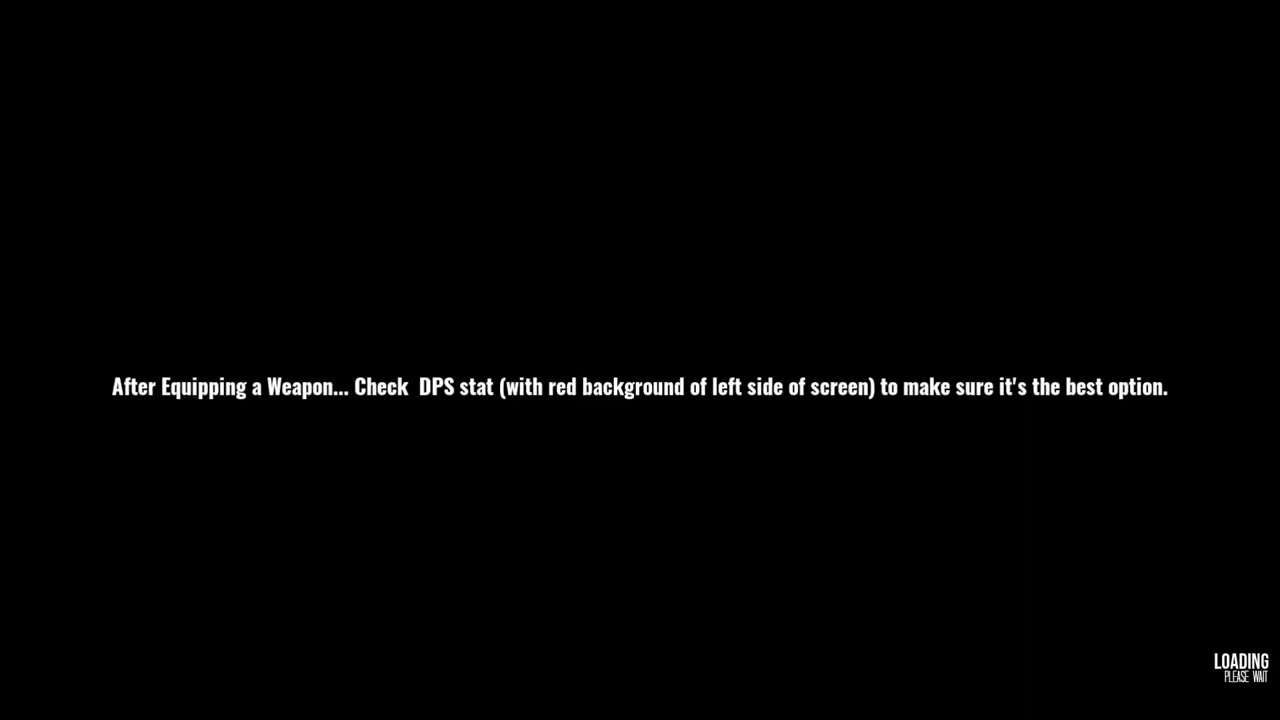 After Equipping a Weapon... Check  DPS stat (with red background of left side of screen) to make sure it's the best option.
LOADING
PLEASE WAIT